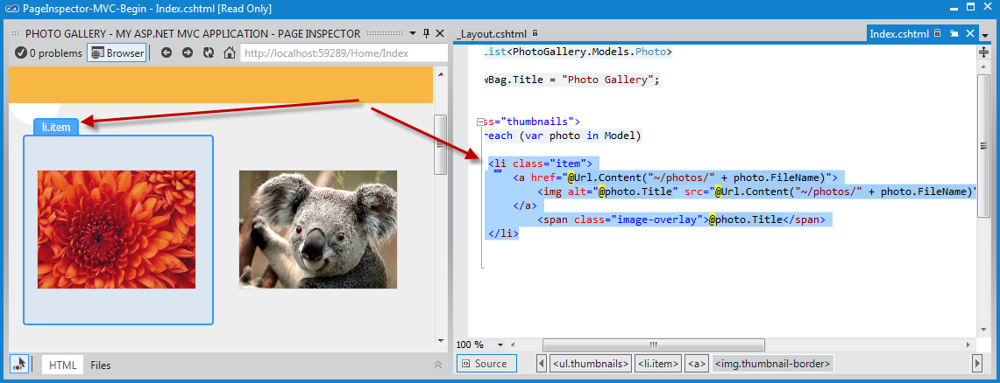 PageInspector-MVC-Begin - Index.cshtml [Read Only]
PHOTO GALLERY - MY ASP.NET MVC APPLICATION - PAGE INSPECTOR
0 problems Browser http://localhost:59289/Home/Index
li.item
HTML Files
_Layout.cshtml Index.cshtml
List<PhotoGallery.Models.Photo>
wBag.Title = "Photo Gallery";
ss="thumbnails">
reach (var photo in Model)
<li class="item">
<a href="@Url.Content("~/photos/" + photo.FileName)">
<img alt="@photo.Title" src="@Url.Content("~/photos/" + photo.FileName)"
</a>
<span class="image-overlay">@photo.Title</span>
</li>
100 %
Source <ul.thumbnails> <li.item> <a> <img.thumbnail-border>